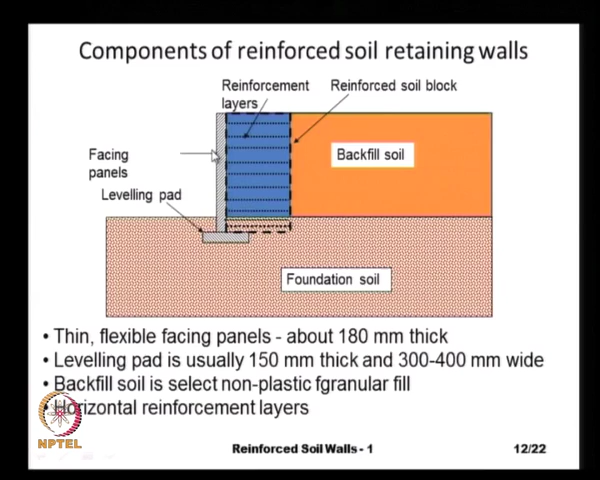 Components of reinforced soil retaining walls
Reinforcement
layers
Reinforced soil block
Facing
panels
Backfill soil
Levelling pad
Foundation soil
• Thin, flexible facing panels - about 180 mm thick
• Levelling pad is usually 150 mm thick and 300-400 mm wide
• Backfill soil is select non-plastic fgranular fill
• Horizontal reinforcement layers
NPTEL
Reinforced Soil Walls - 1
12/22